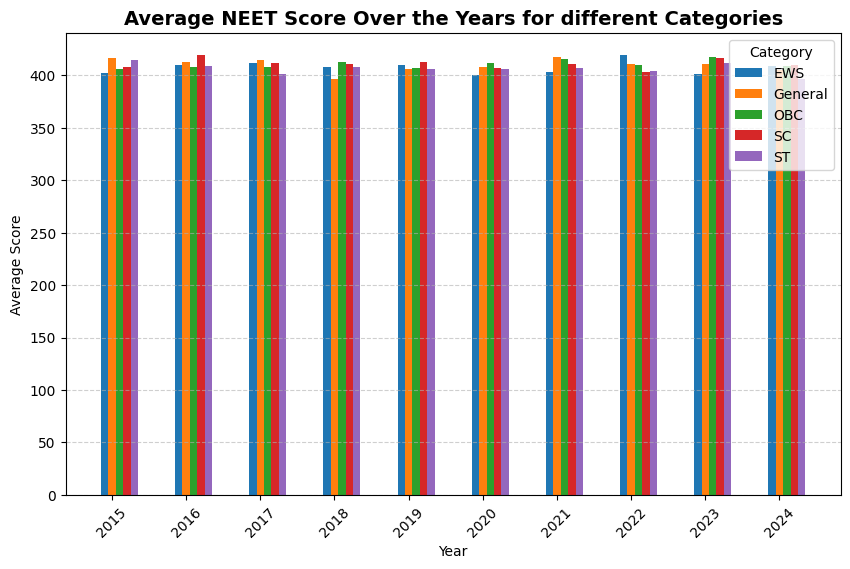 Average NEET Score Over the Years for different Categories
Category
EWS
General
OBC
SC
ST
Average Score
400
350
300
250
200
150
100
50
0
2015
2016
2017
2018
2019
2020
2021
2022
2023
2024
Year